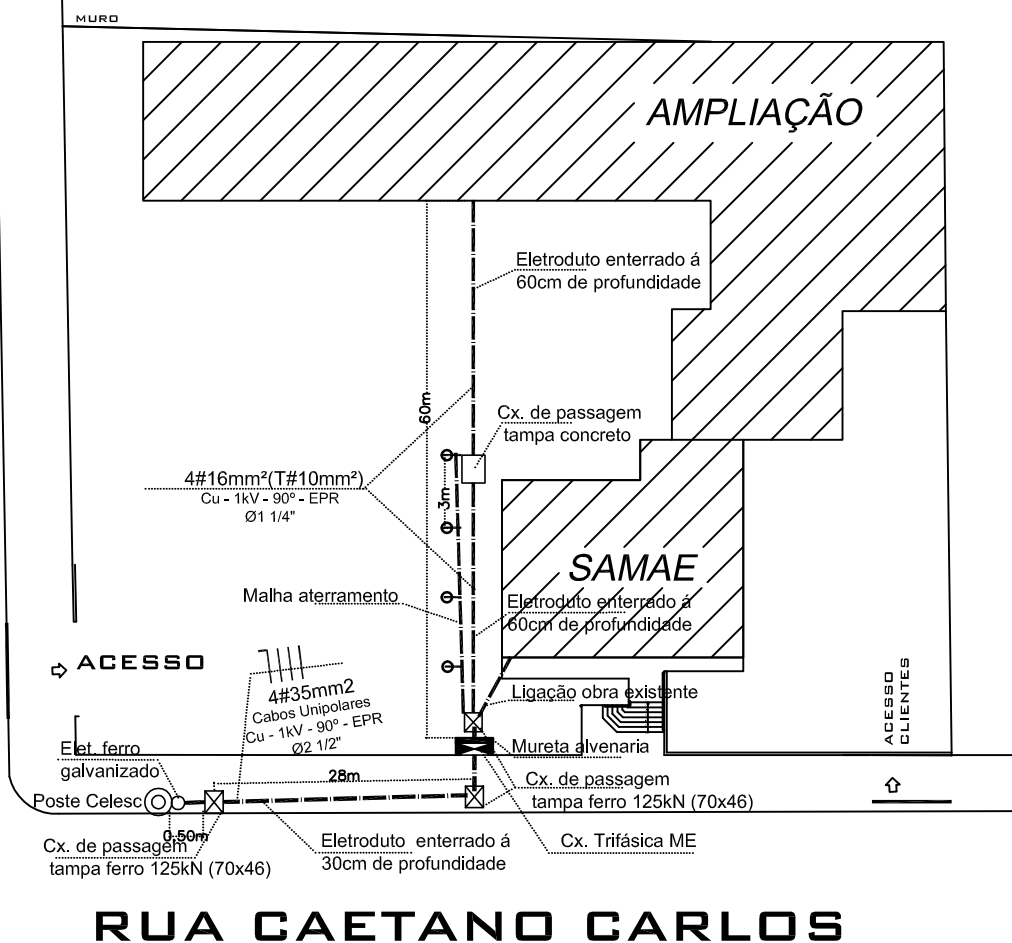 MURO
AMPLIAÇÃO
Eletroduto enterrado á
60cm de profundidade
60m
Cx. de passagem
tampa concreto
4#16mm²(T#10mm²)
Cu - 1kV - 90º - EPR
Ø1 1/4"
3m
SAMAE
Malha aterramento
Eletroduto enterrado á
60cm de profundidade
ACESSO
4#35mm2
Cabos Unipolares
Cu - 1kV - 90º - EPR
Ø2 1/2"
Ligação obra existente
ACESSO
CLIENTES
Elet. ferro
galvanizado
Mureta alvenaria
28m
Cx. de passagem
tampa ferro 125kN (70x46)
Poste Celesc
0,50m
Cx. de passagem
tampa ferro 125kN (70x46)
Eletroduto enterrado á
30cm de profundidade
Cx. Trifásica ME
RUA CAETANO CARLOS